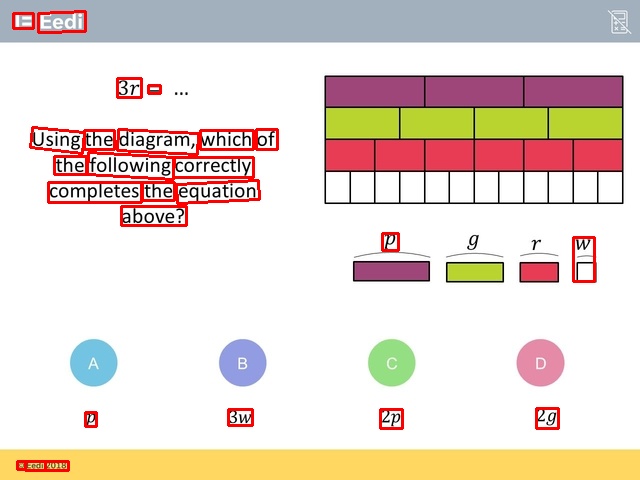 Eedi
3r = ...
Using the diagram, which of
the following correctly
completes the equation
above?
p g r w
A B C D
p 3w 2p 2g
© Eedi 2018